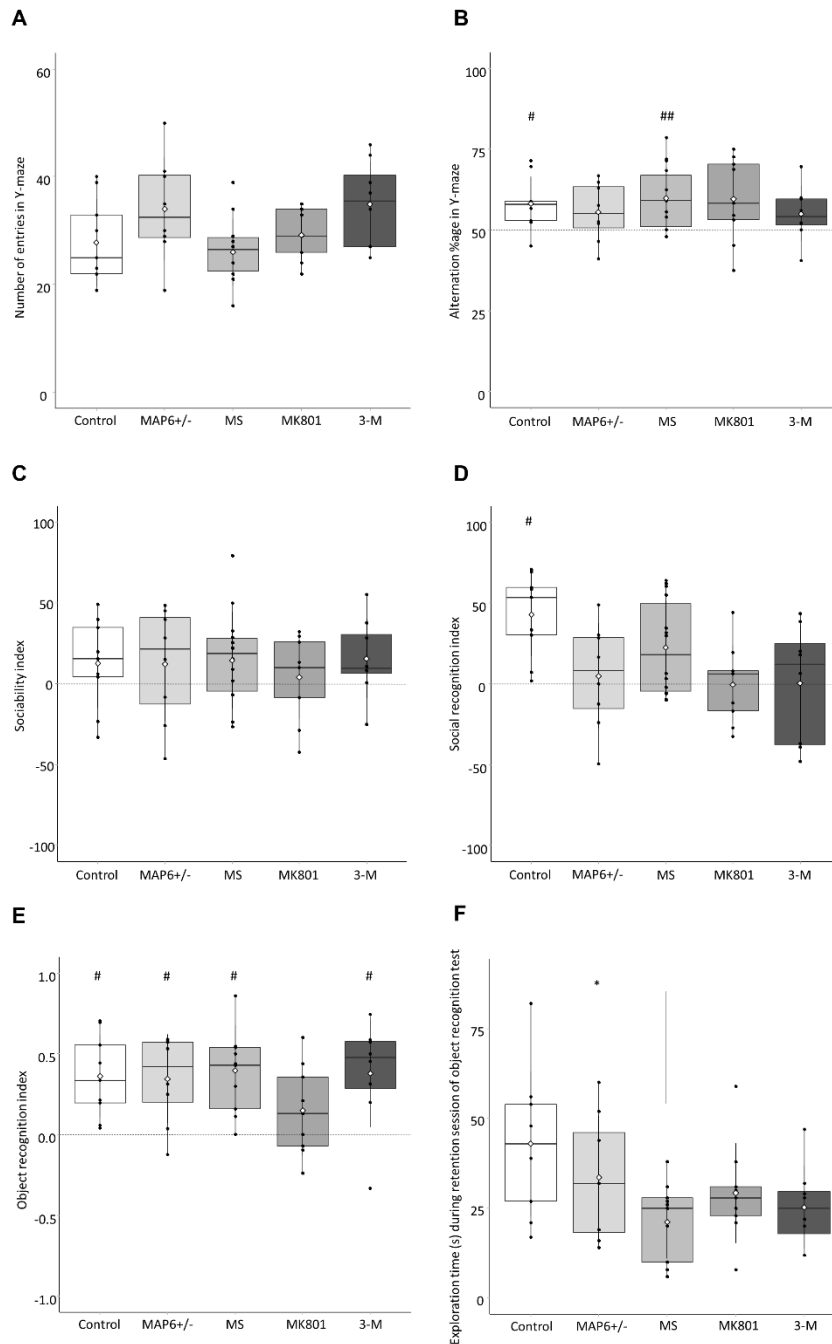 A
Number of entries in Y-maze
60
40
20
0
Control MAP6+/- MS MK801 3-M
B
Alternation %age in Y-maze
100
75
50
25
0
# ##
Control MAP6+/- MS MK801 3-M
C
Sociability index
100
50
0
-50
-100
Control MAP6+/- MS MK801 3-M
D
Social recognition index
100
50
0
-50
-100
#
Control MAP6+/- MS MK801 3-M
E
Object recognition index
1.0
0.5
0.0
-0.5
-1.0
# # # #
Control MAP6+/- MS MK801 3-M
F
Exploration time (s) during retention session of object recognition test
75
50
25
0
*
Control MAP6+/- MS MK801 3-M